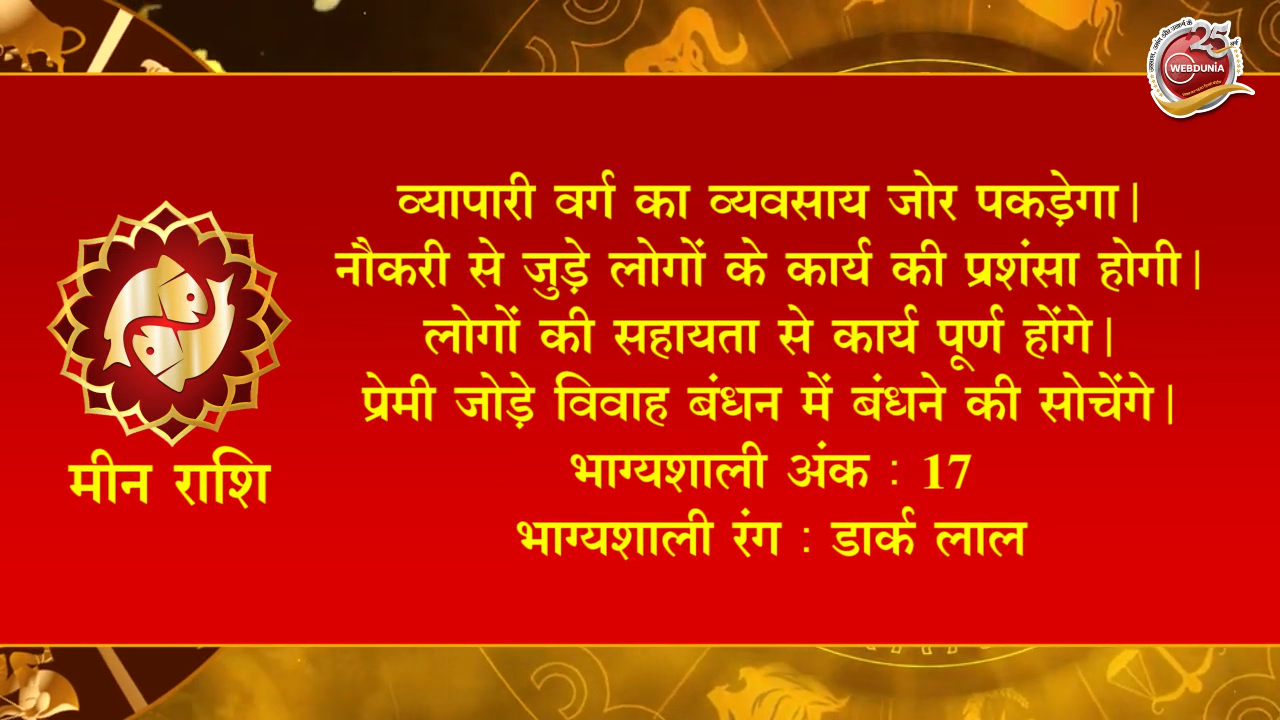 25
WEBDUNIA
व्यापारी वर्ग का व्यवसाय जोर पकड़ेगा|
नौकरी से जुड़े लोगों के कार्य की प्रशंसा होगी|
लोगों की सहायता से कार्य पूर्ण होंगे|
प्रेमी जोड़े विवाह बंधन में बंधने की सोचेंगे|
भाग्यशाली अंक : 17
भाग्यशाली रंग : डार्क लाल
मीन राशि